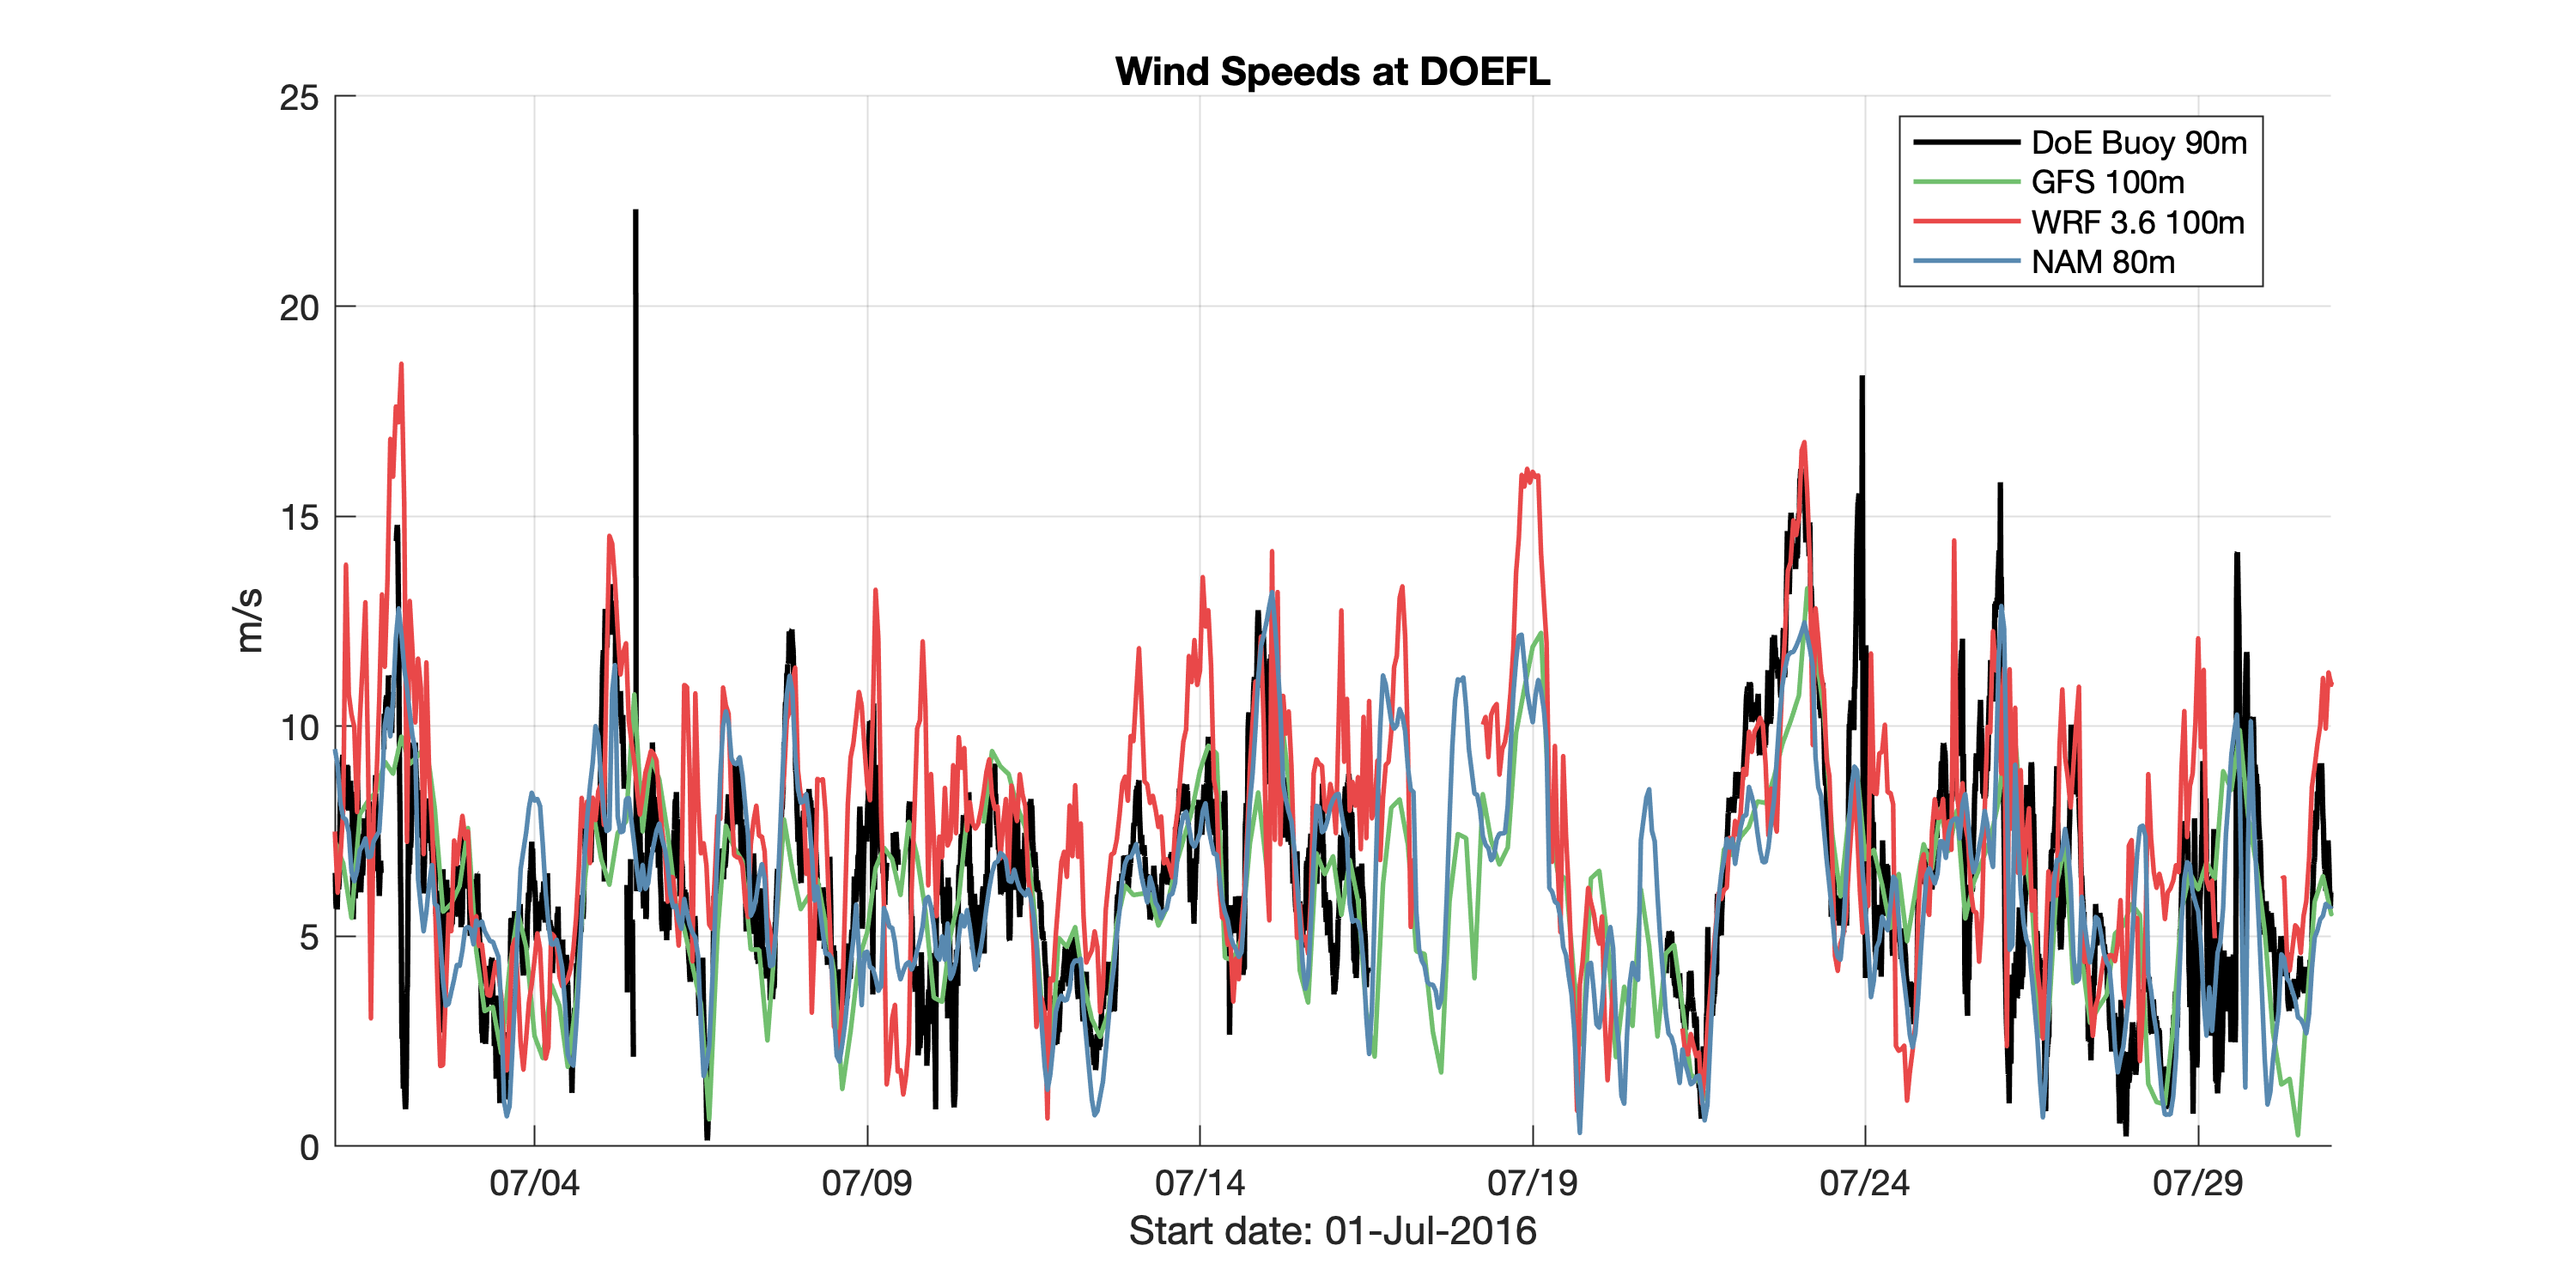 Wind Speeds at DOEFL
25
20
15
10
5
0
m/s
DoE Buoy 90m
GFS 100m
WRF 3.6 100m
NAM 80m
07/04 07/09 07/14 07/19 07/24 07/29
Start date: 01-Jul-2016